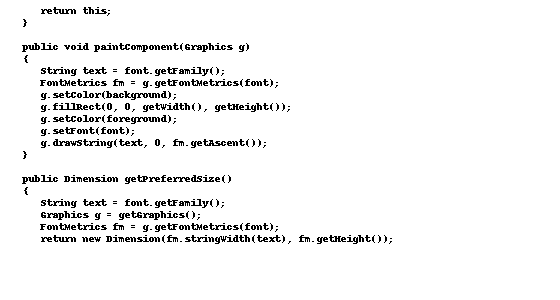 return this;
}
public void paintComponent(Graphics g)
{
String text = font.getFamily();
FontMetrics fm = g.getFontMetrics(font);
g.setColor(background);
g.fillRect(0, 0, getWidth(), getHeight());
g.setColor(foreground);
g.setFont(font);
g.drawString(text, 0, fm.getAscent());
}
public Dimension getPreferredSize()
{
String text = font.getFamily();
Graphics g = getGraphics();
FontMetrics fm = g.getFontMetrics(font);
return new Dimension(fm.stringWidth(text), fm.getHeight());